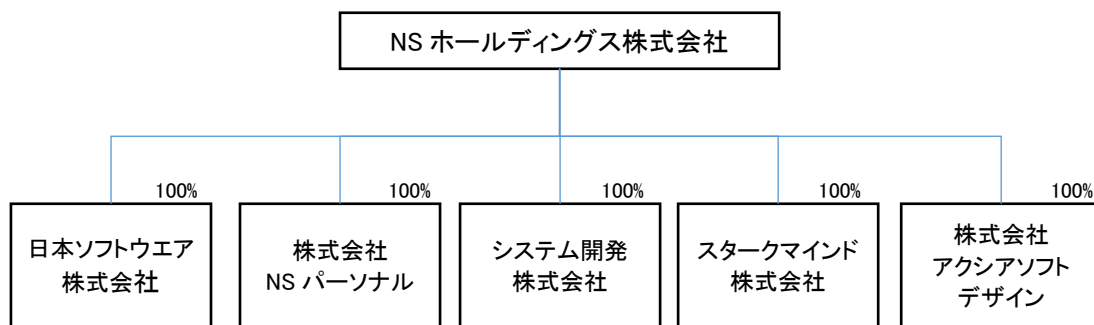 NS ホールディングス株式会社
100%
100%
100%
100%
100%
日本ソフトウエア
株式会社
株式会社
NS パーソナル
システム開発
株式会社
スタークマインド
株式会社
株式会社
アクシアソフト
デザイン